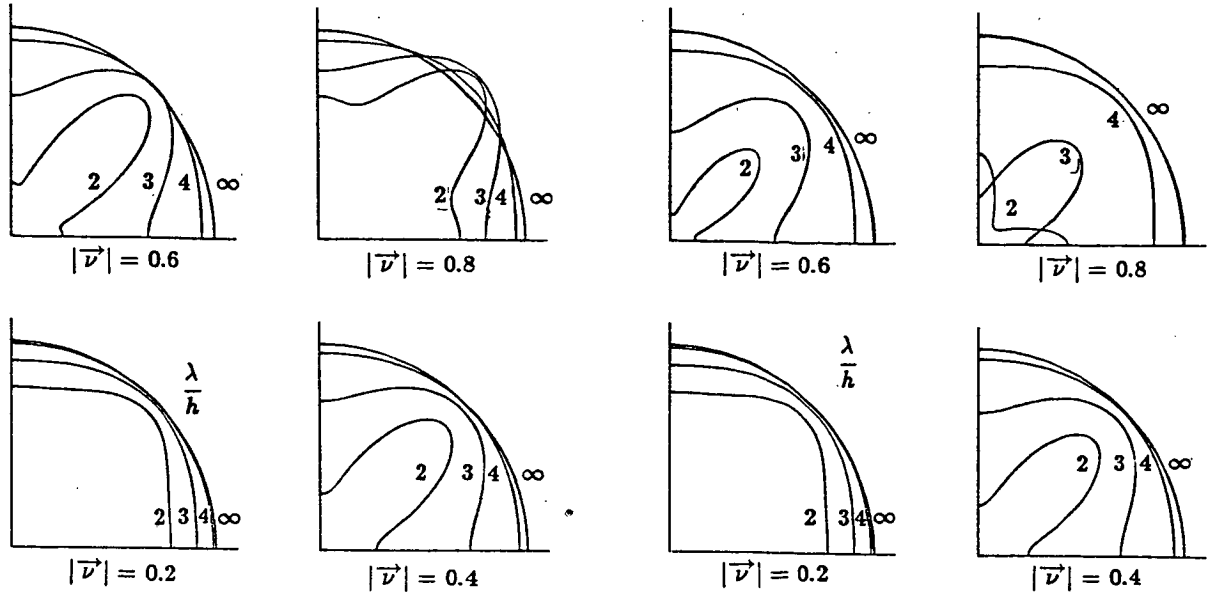 2 3 4 ∞
|ν⃗| = 0.6
2 3 4 ∞
|ν⃗| = 0.8
2 3 4 ∞
|ν⃗| = 0.6
2 3 4 ∞
|ν⃗| = 0.8
λ/h
2 3 4 ∞
|ν⃗| = 0.2
2 3 4 ∞
|ν⃗| = 0.4
λ/h
2 3 4 ∞
|ν⃗| = 0.2
2 3 4 ∞
|ν⃗| = 0.4